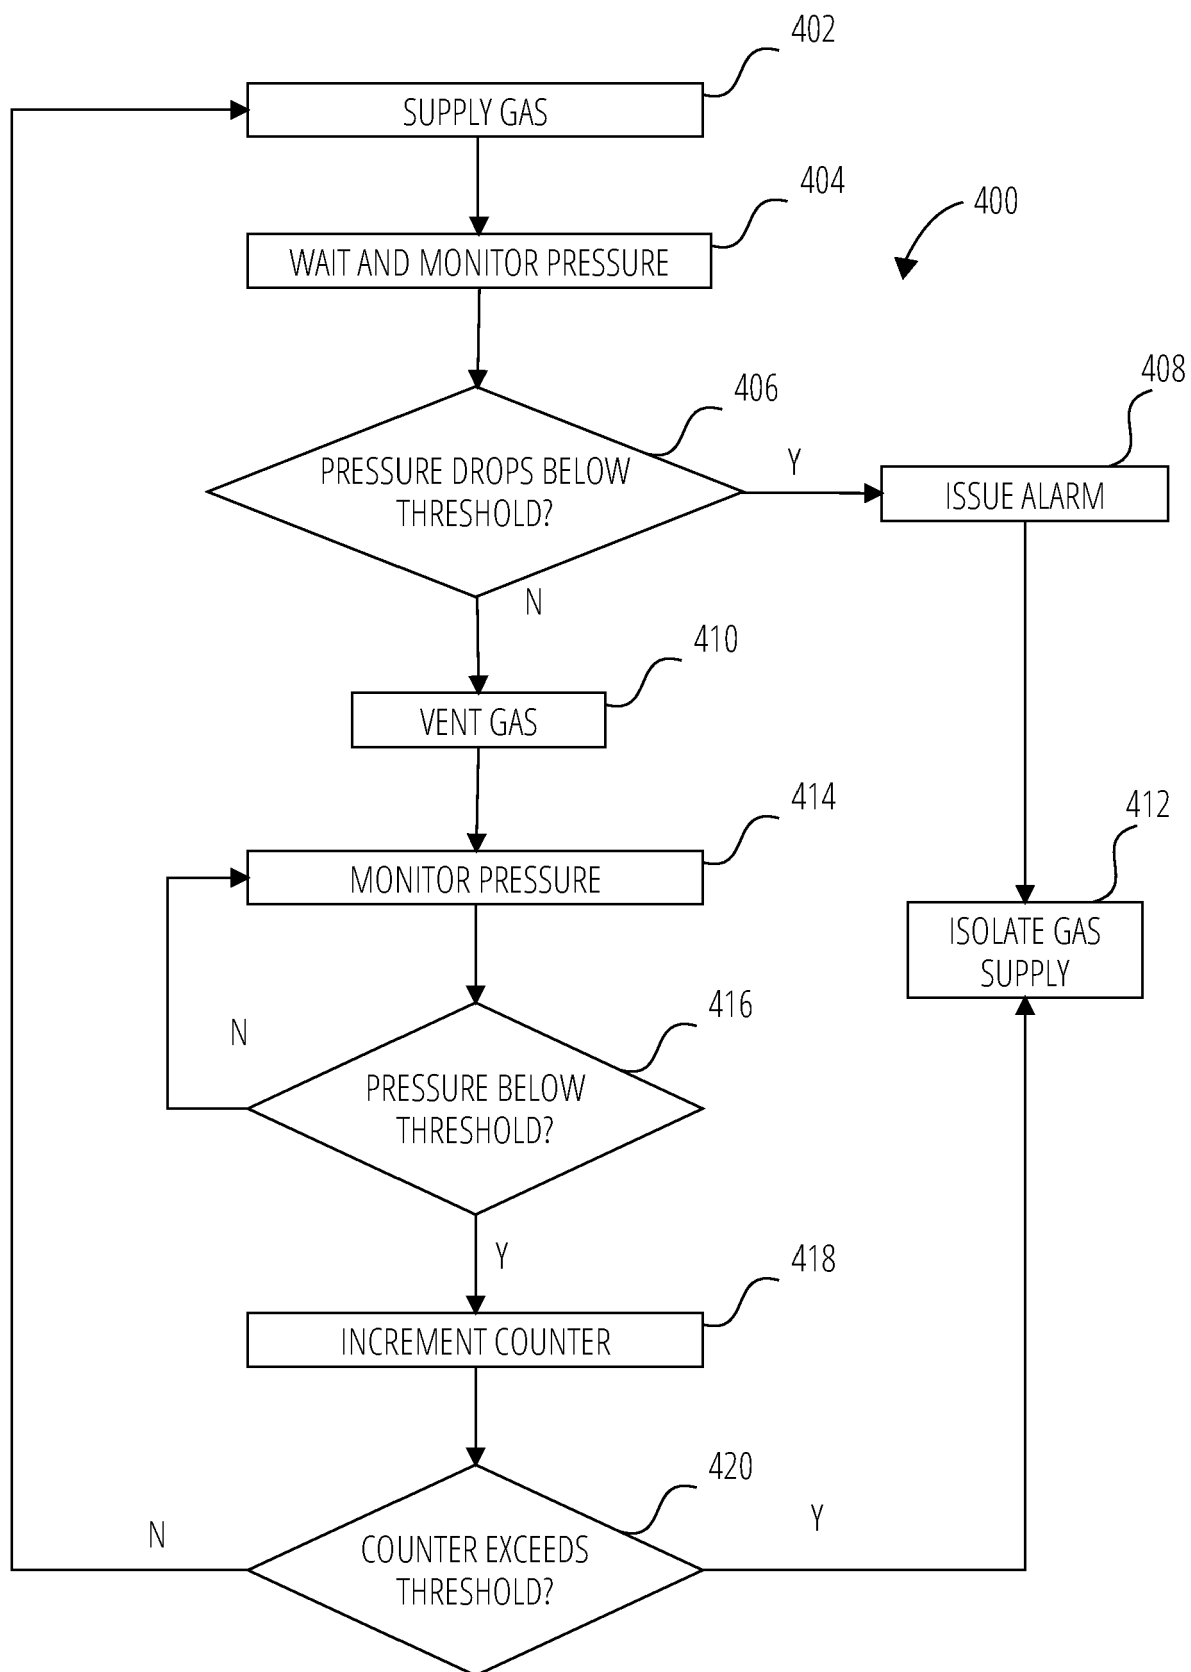 402
SUPPLY GAS
404
400
WAIT AND MONITOR PRESSURE
408
406
PRESSURE DROPS BELOW
THRESHOLD?
Y
ISSUE ALARM
N
410
VENT GAS
414
412
MONITOR PRESSURE
ISOLATE GAS
SUPPLY
416
N
PRESSURE BELOW
THRESHOLD?
Y
418
INCREMENT COUNTER
420
N
Y
COUNTER EXCEEDS
THRESHOLD?